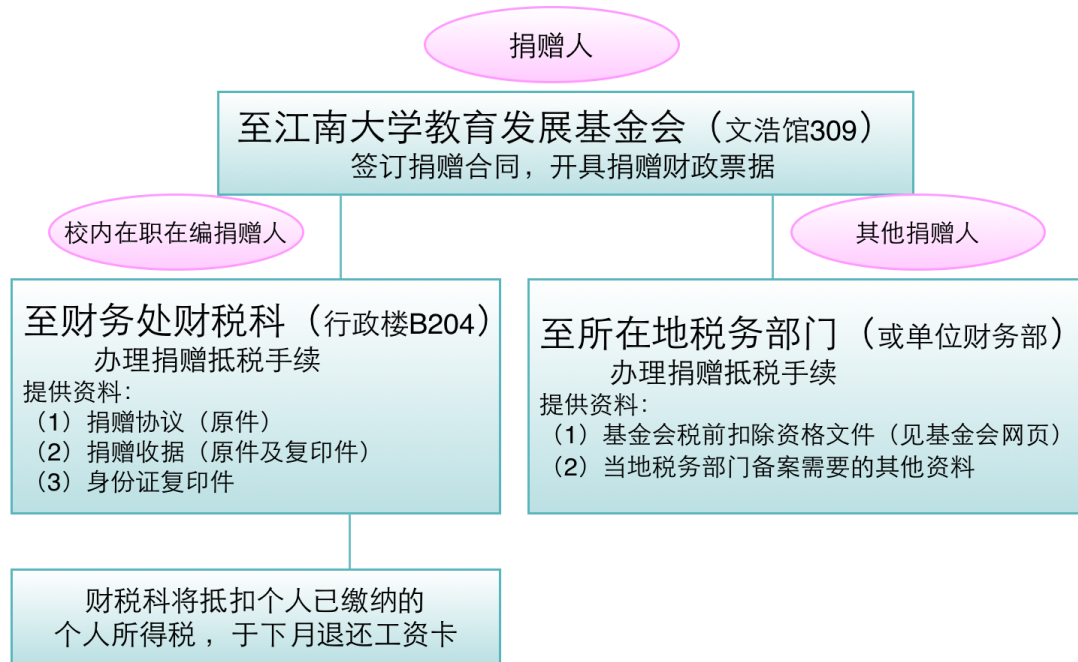 捐赠人
至江南大学教育发展基金会（文浩馆309）
签订捐赠合同，开具捐赠财政票据
校内在职在编捐赠人
其他捐赠人
至财务处财税科（行政楼B204）
办理捐赠抵税手续
提供资料：
（1）捐赠协议（原件）
（2）捐赠收据（原件及复印件）
（3）身份证复印件
至所在地税务部门（或单位财务部）
办理捐赠抵税手续
提供资料：
（1）基金会税前扣除资格文件（见基金会网页）
（2）当地税务部门备案需要的其他资料
财税科将抵扣个人已缴纳的
个人所得税，于下月退还工资卡